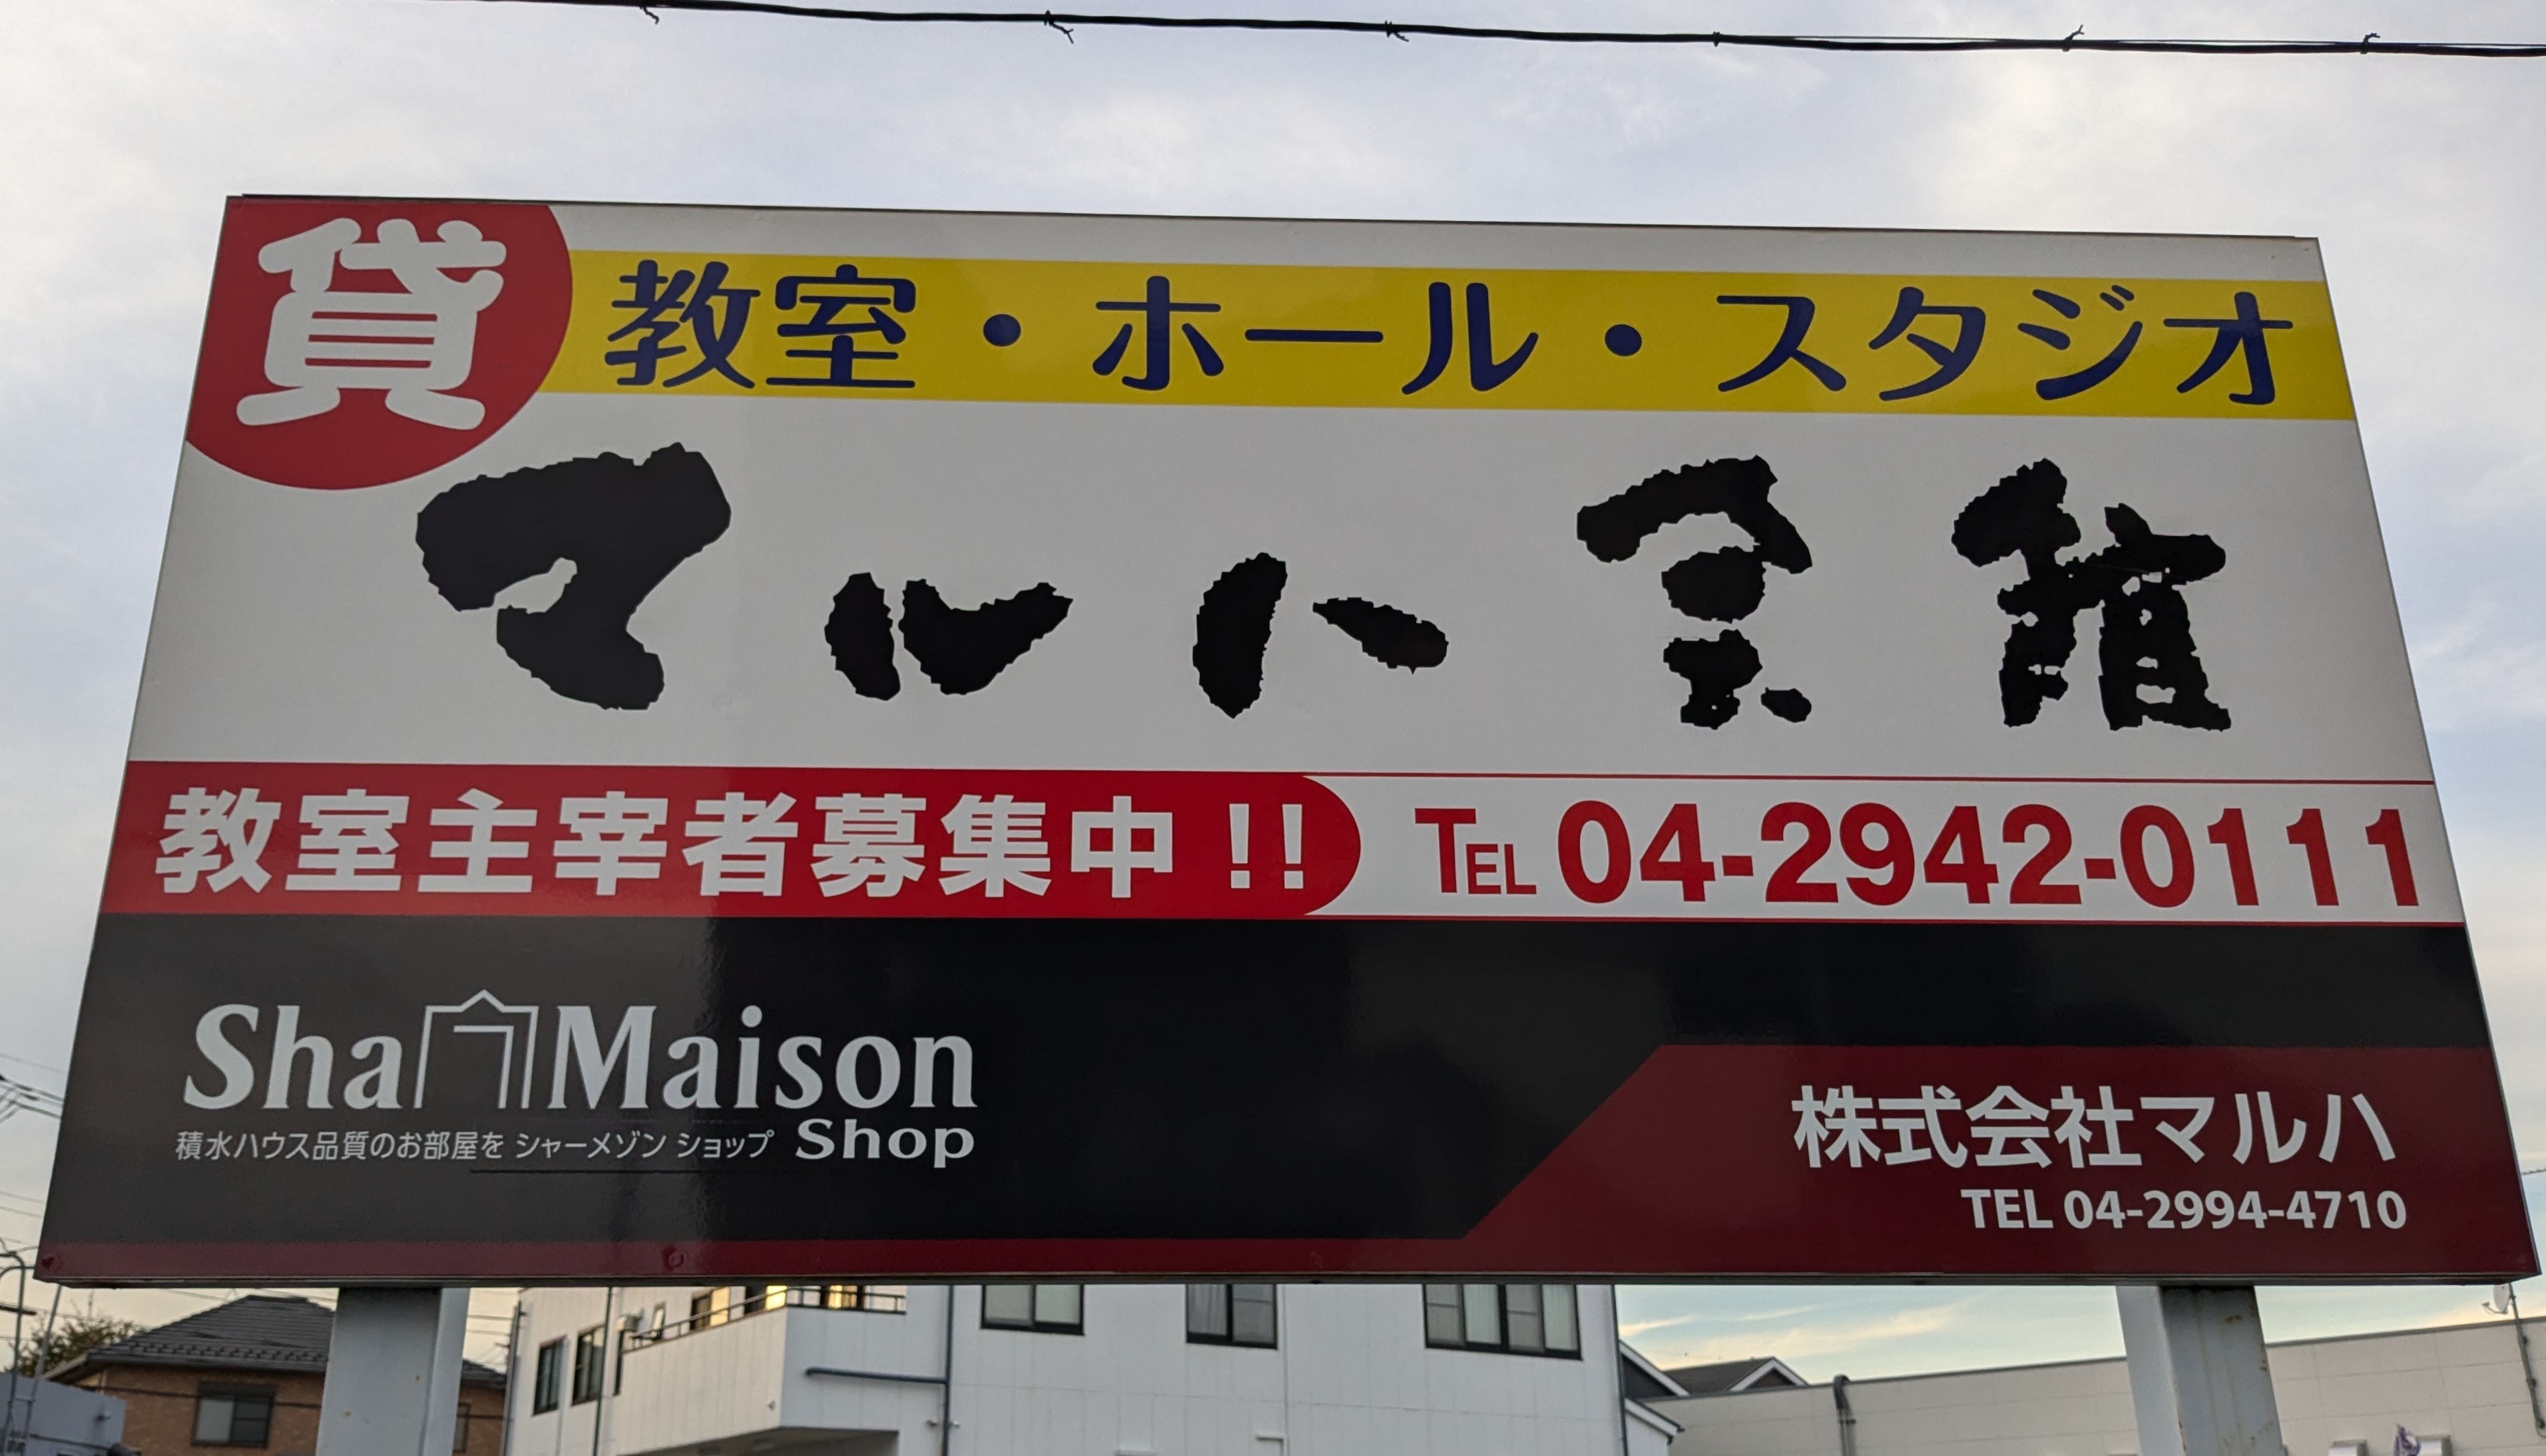 貸 教室・ホール・スタジオ
マルハ会館
教室主宰者募集中!! TEL 04-2942-0111
Sha Maison
積水ハウス品質のお部屋を シャーメゾン ショップ Shop
株式会社マルハ
TEL 04-2994-4710